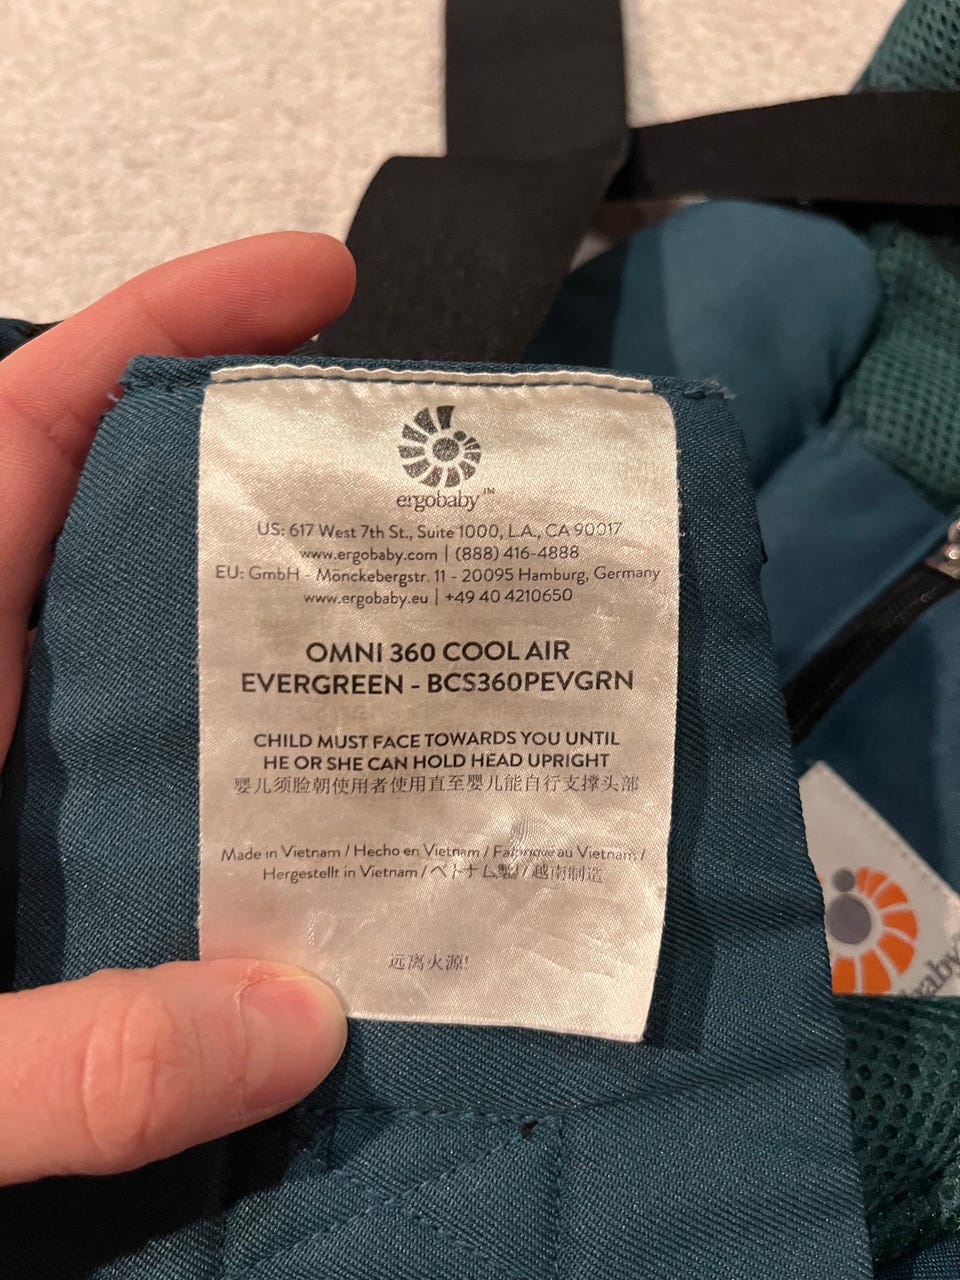 ergobaby™
US: 617 West 7th St., Suite 1000, L.A., CA 90017
www.ergobaby.com | (888) 416-4888
EU: GmbH - Mönckebergstr. 11 - 20095 Hamburg, Germany
www.ergobaby.eu | +49 40 4210650
OMNI 360 COOL AIR
EVERGREEN - BCS360PEVGRN
CHILD MUST FACE TOWARDS YOU UNTIL
HE OR SHE CAN HOLD HEAD UPRIGHT
婴儿须脸朝使用者使用直至婴儿能自行支撑头部
Made in Vietnam / Hecho en Vietnam / Fabriqué au Vietnam /
Hergestellt in Vietnam / ベトナム製 / 越南制造
远离火源!